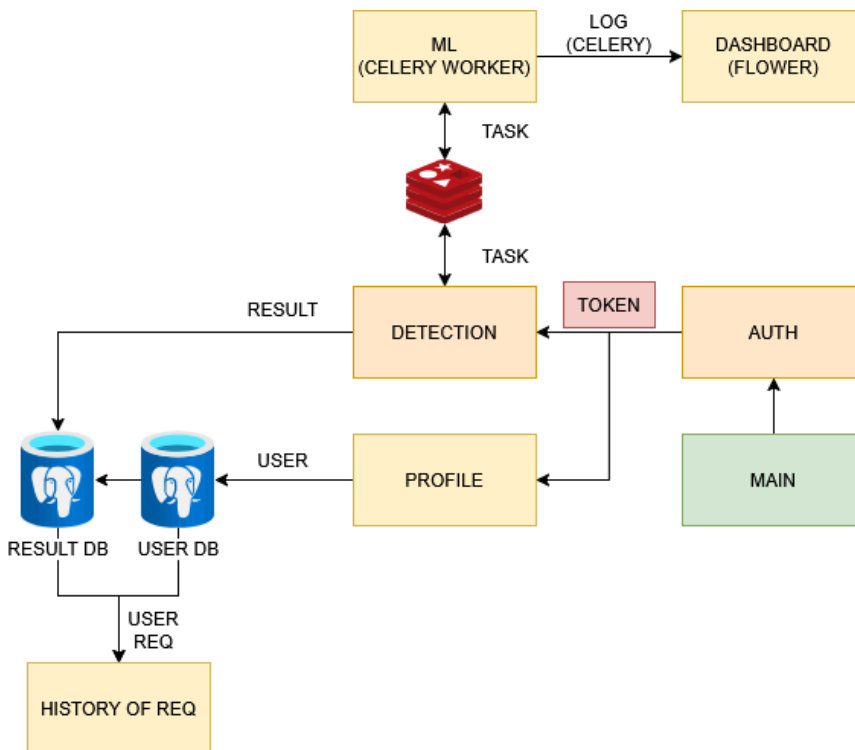 ML
(CELERY WORKER)
LOG
(CELERY)
DASHBOARD
(FLOWER)
TASK
TASK
RESULT
DETECTION
TOKEN
AUTH
USER
PROFILE
MAIN
RESULT DB
USER DB
USER
REQ
HISTORY OF REQ